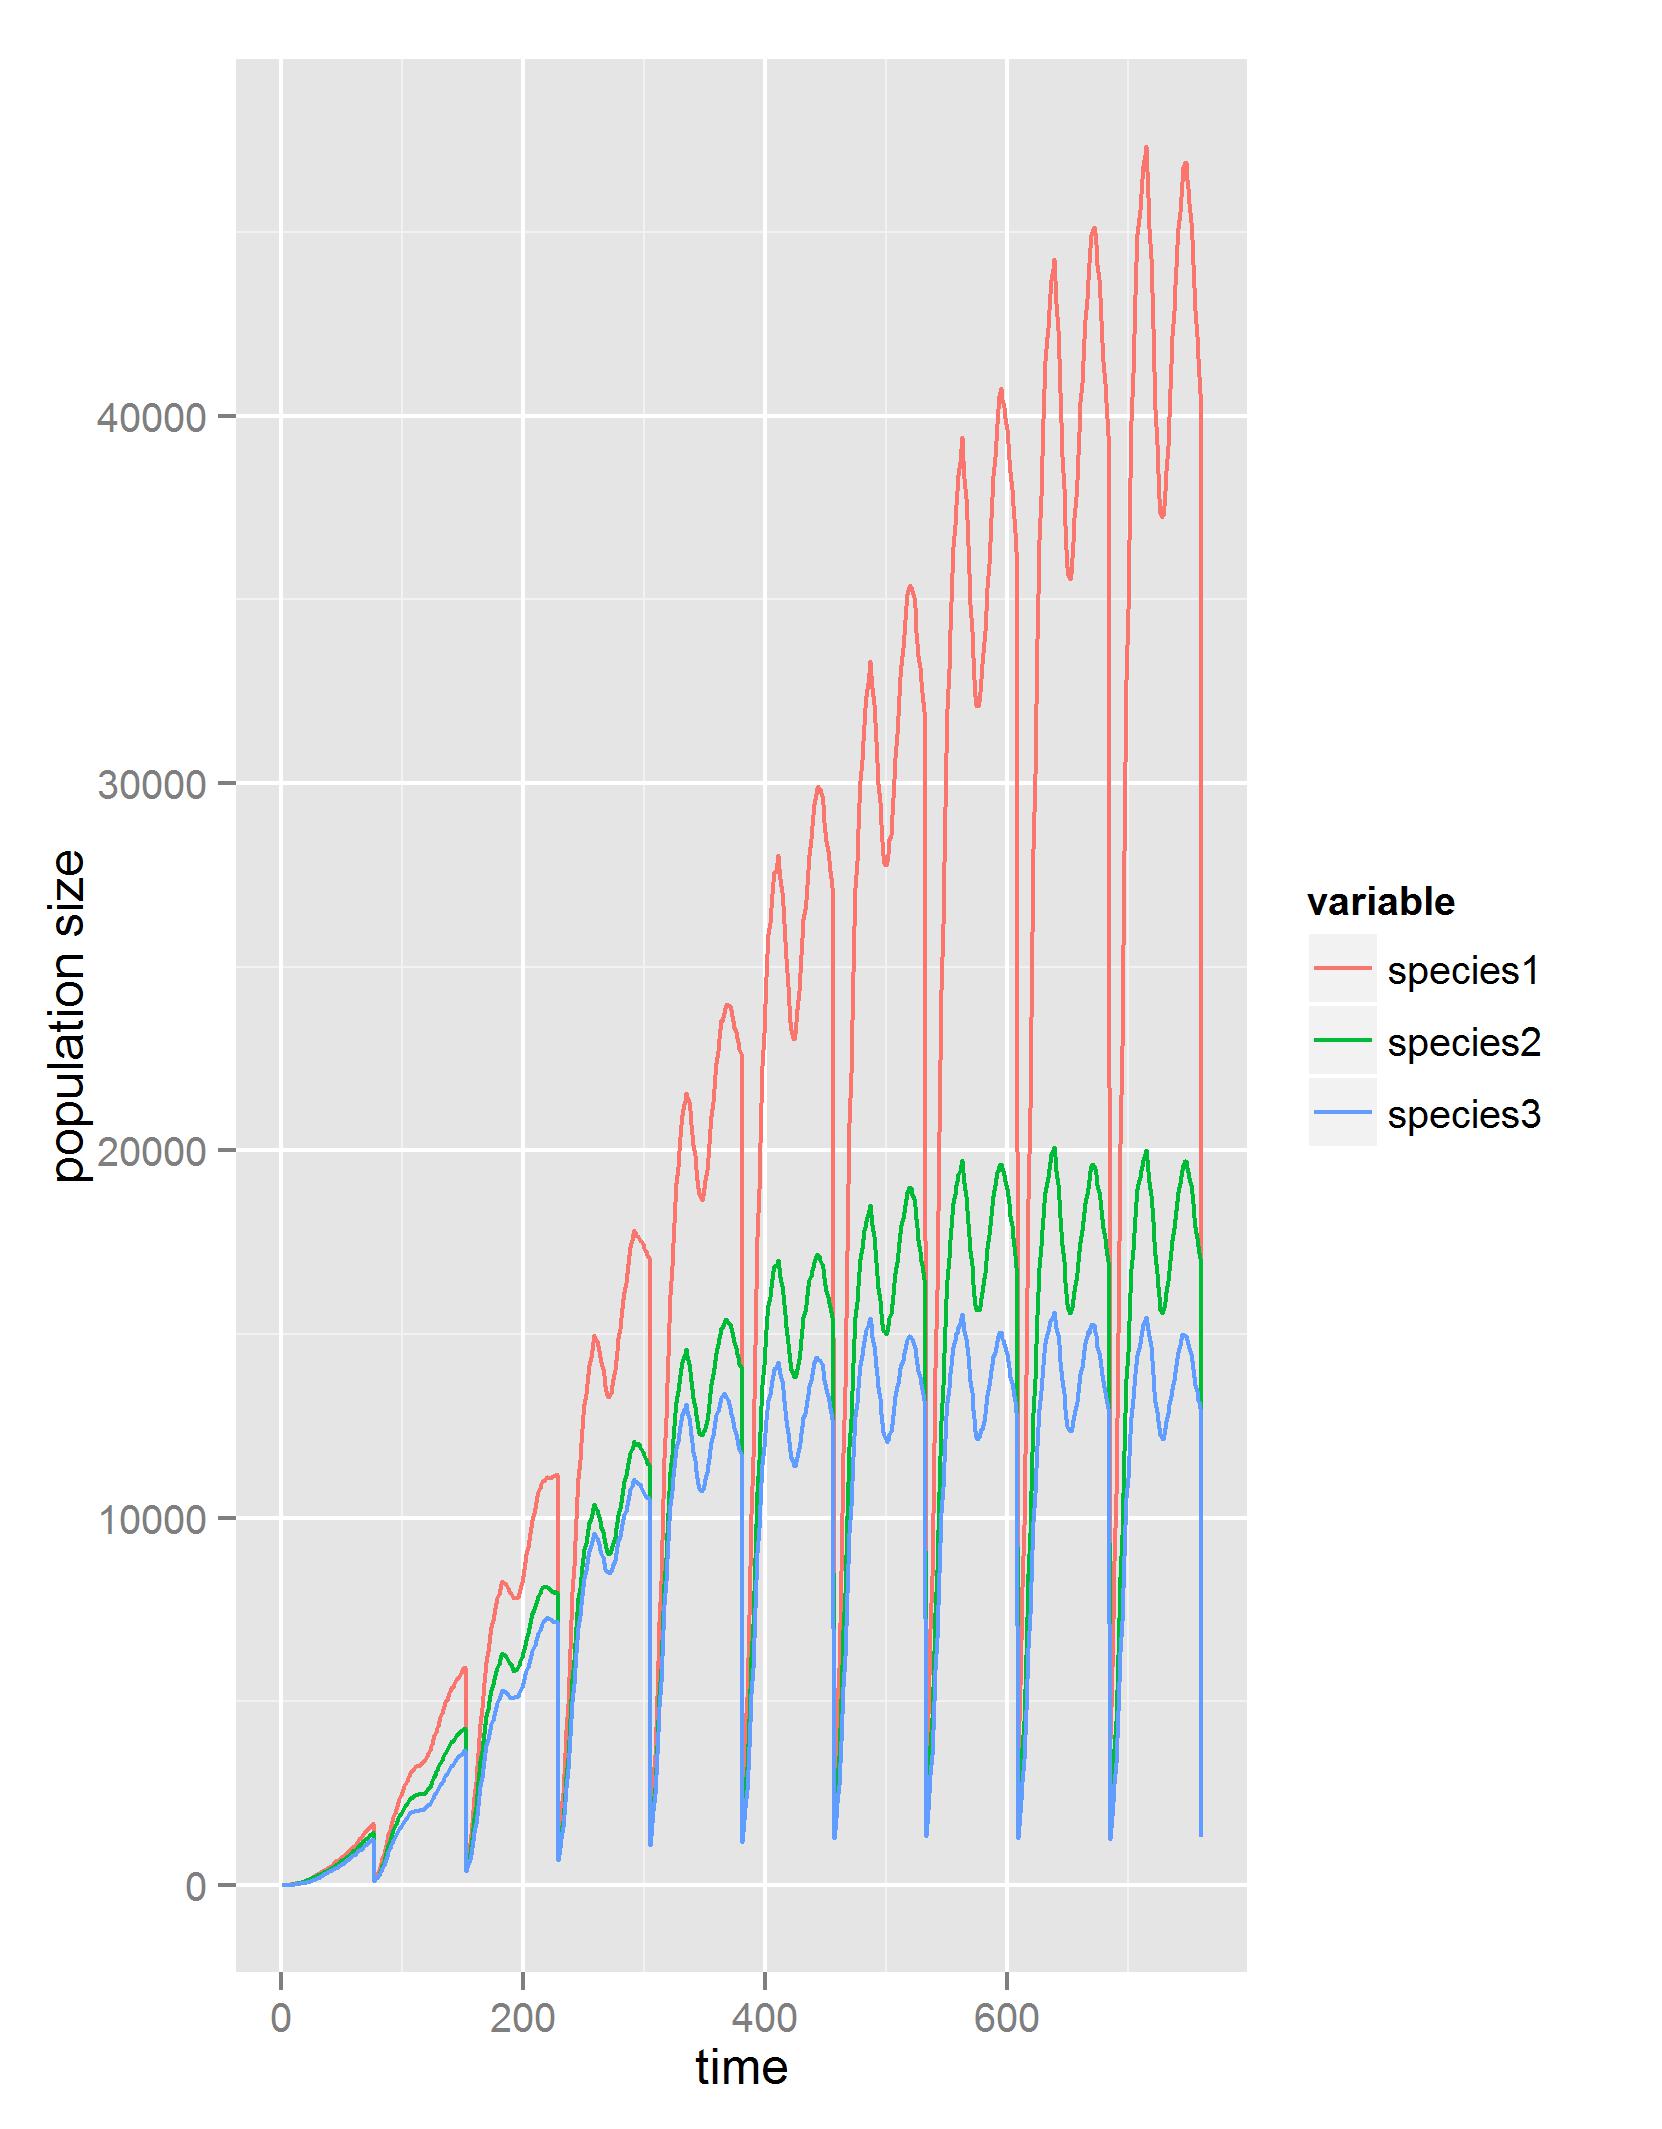 population size
40000
30000
20000
10000
0
0 200 400 600
time
variable
species1
species2
species3